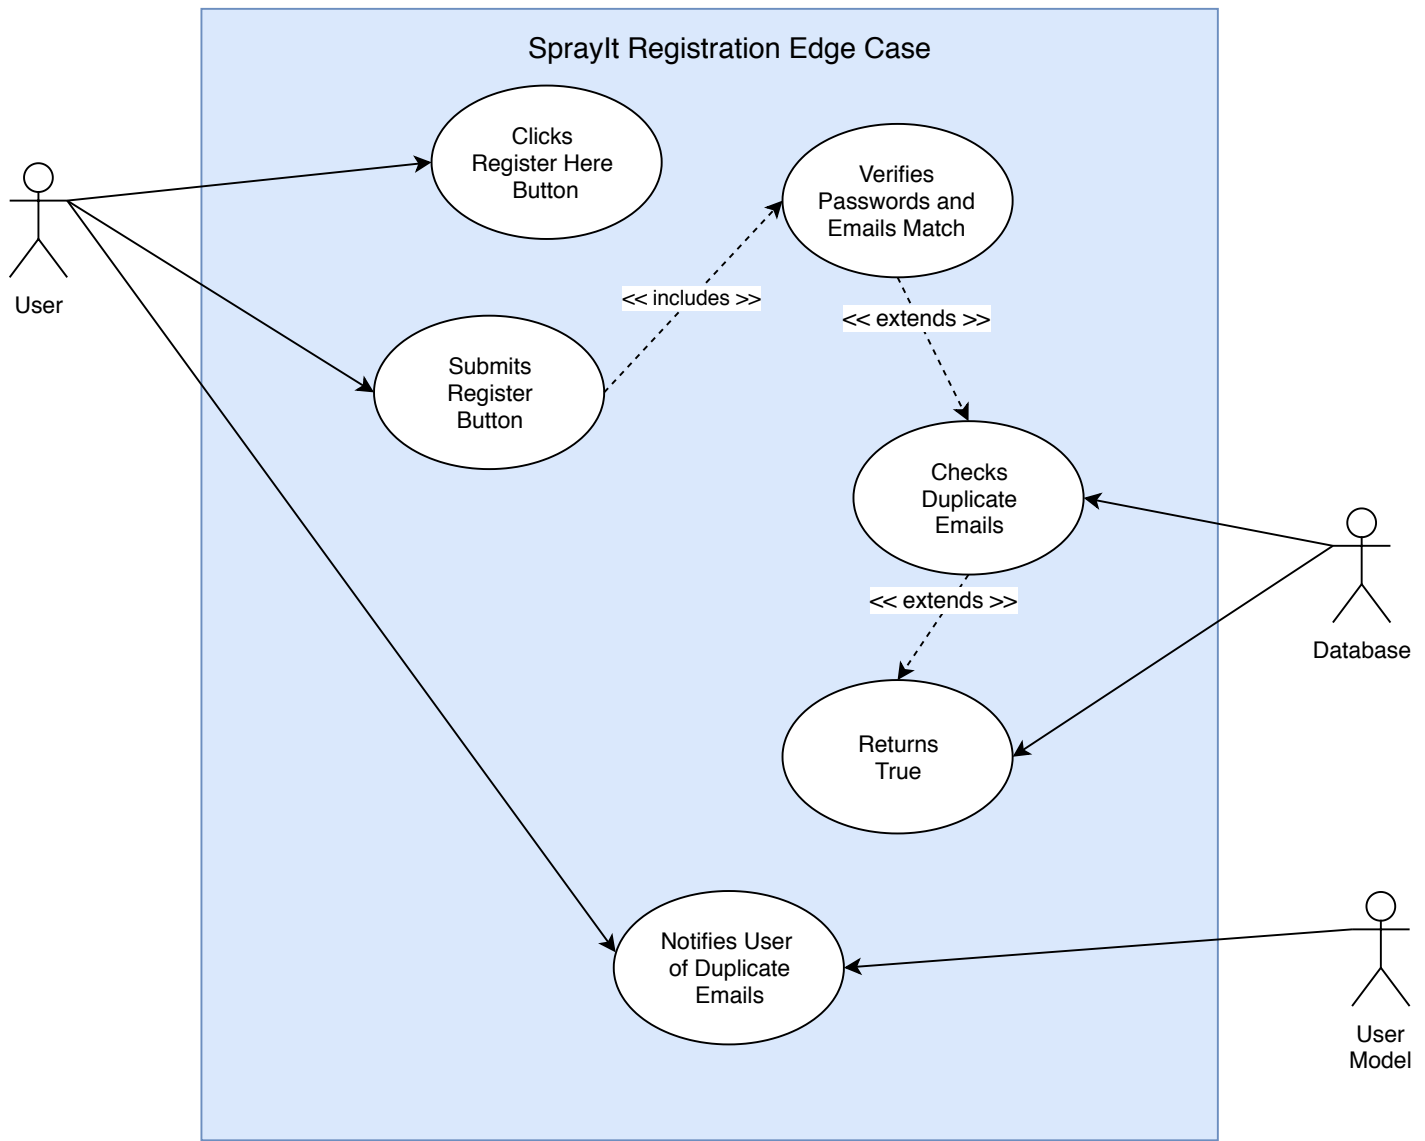 SprayIt Registration Edge Case
Clicks
Register Here
Button
Verifies
Passwords and
Emails Match
User
<< includes >>
<< extends >>
Submits
Register
Button
Checks
Duplicate
Emails
<< extends >>
Database
Returns
True
Notifies User
of Duplicate
Emails
User
Model